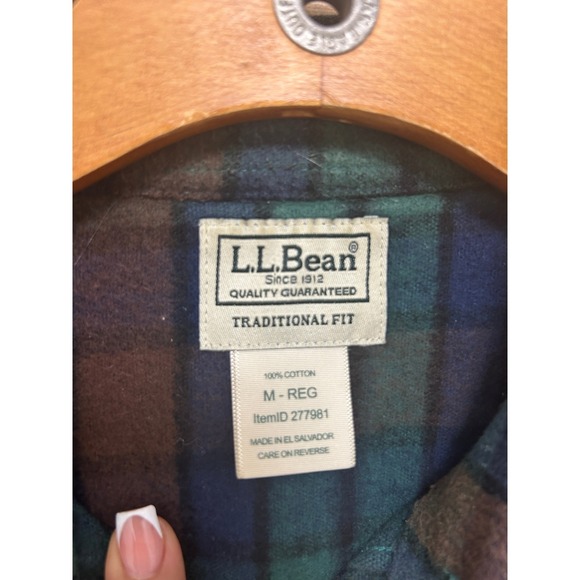 L.L.Bean®
Since 1912
QUALITY GUARANTEED
TRADITIONAL FIT
100% COTTON
M - REG
ItemID 277981
MADE IN EL SALVADOR
CARE ON REVERSE